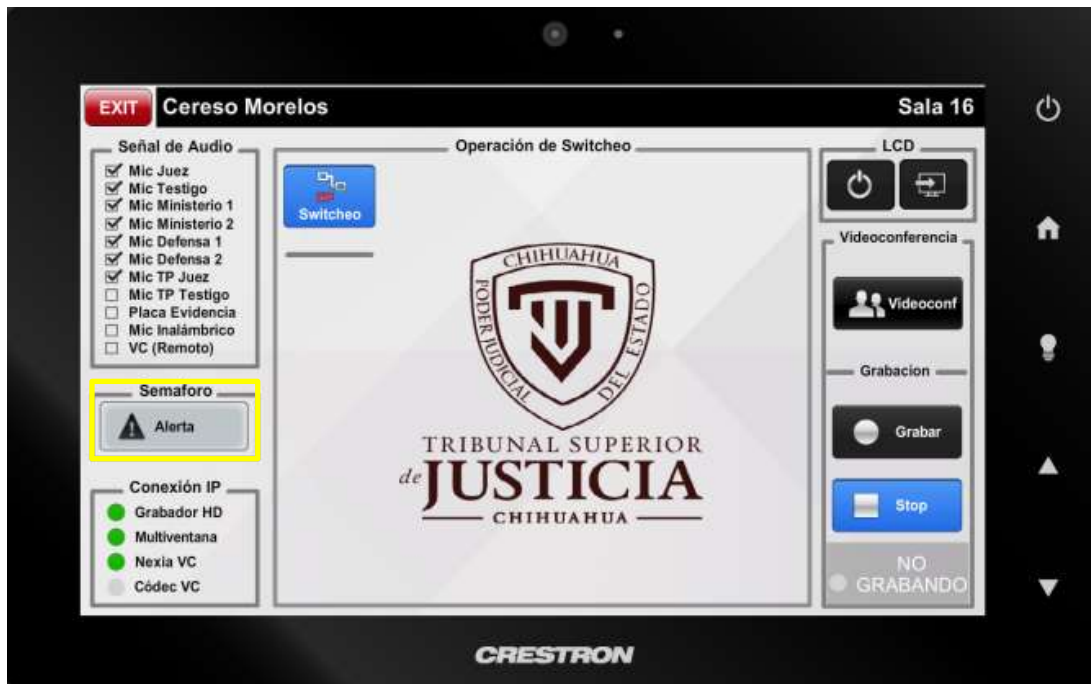 EXIT
Cereso Morelos
Sala 16
Señal de Audio
Mic Juez
Mic Testigo
Mic Ministerio 1
Mic Ministerio 2
Mic Defensa 1
Mic Defensa 2
Mic TP Juez
Mic TP Testigo
Placa Evidencia
Mic Inalámbrico
VC (Remoto)
Semaforo
Alerta
Conexión IP
Grabador HD
Multiventana
Nexia VC
Códec VC
Operación de Switcheo
Switcheo
CHIHUAHUA
PODER JUDICIAL
DEL ESTADO
TRIBUNAL SUPERIOR
de JUSTICIA
CHIHUAHUA
LCD
Videoconferencia
Videoconf
Grabacion
Grabar
Stop
NO
GRABANDO
CRESTRON